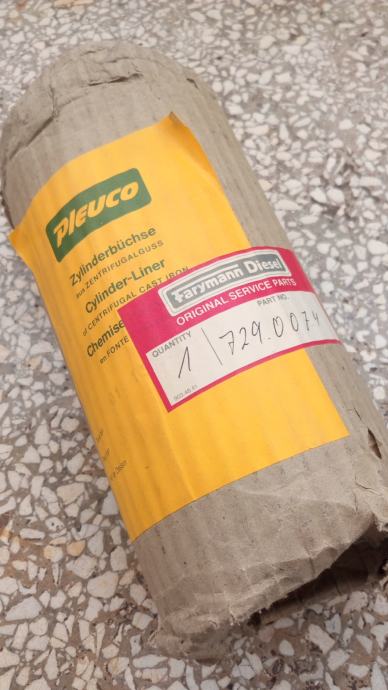 Pleuco
Zylinderbüchse
aus ZENTRIFUGALGUSS
Cylinder-Liner
of CENTRIFUGAL CAST IRON
Chemise
en FONTE
Farymann Diesel
ORIGINAL SERVICE PARTS
QUANTITY
PART NO.
1 729.0074